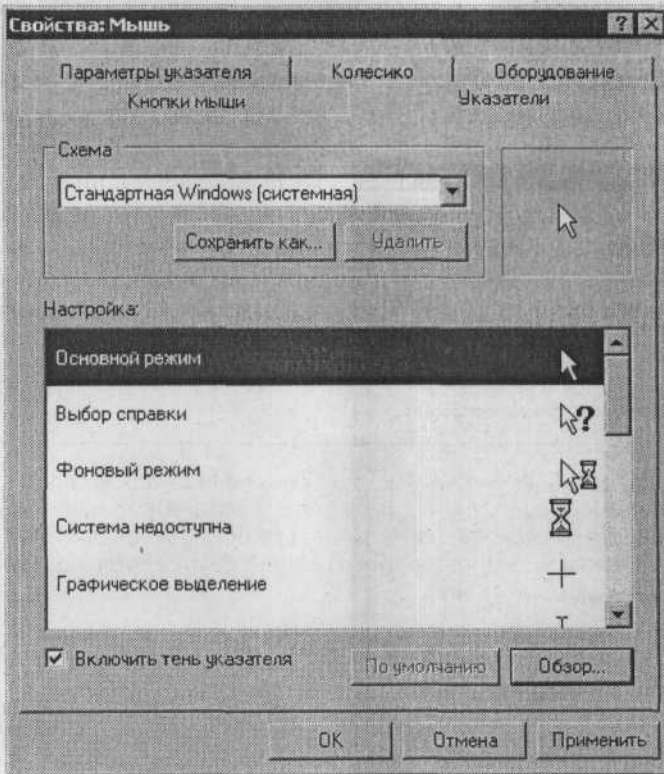 Свойства: Мышь
Параметры указателя Колесико Оборудование
Кнопки мыши Указатели
Схема
Стандартная Windows (системная)
Сохранить как... Удалить
Настройка:
Основной режим
Выбор справки
Фоновый режим
Система недоступна
Графическое выделение
Включить тень указателя По умолчанию Обзор...
ОК Отмена Применить